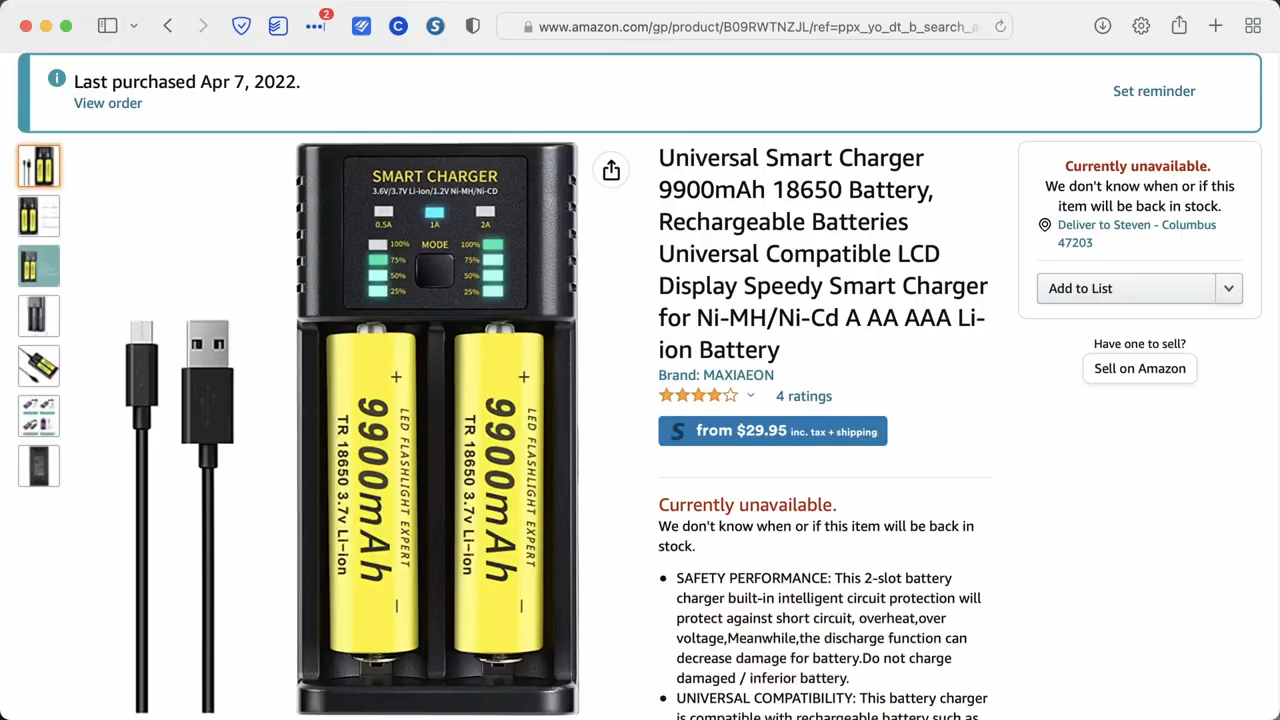 2
www.amazon.com/gp/product/B09RWTNZJL/ref=ppx_yo_dt_b_search_a
Last purchased Apr 7, 2022.
View order
Set reminder
SMART CHARGER
3.6V/3.7V Li-ion/1.2V Ni-MH/Ni-CD
0.5A 1A 2A
100% MODE 100%
75% 75%
50% 50%
25% 25%
+
LED FLASHLIGHT EXPERT
9900mAh
TR 18650 3.7v Li-ion
–
+
LED FLASHLIGHT EXPERT
9900mAh
TR 18650 3.7v Li-ion
–
Universal Smart Charger
9900mAh 18650 Battery,
Rechargeable Batteries
Universal Compatible LCD
Display Speedy Smart Charger
for Ni-MH/Ni-Cd A AA AAA Li-
ion Battery
Brand: MAXIAEON
4 ratings
S from $29.95 inc. tax + shipping
Currently unavailable.
We don't know when or if this item will be back in
stock.
• SAFETY PERFORMANCE: This 2-slot battery
charger built-in intelligent circuit protection will
protect against short circuit, overheat,over
voltage,Meanwhile,the discharge function can
decrease damage for battery.Do not charge
damaged / inferior battery.
• UNIVERSAL COMPATIBILITY: This battery charger
is compatible with rechargeable battery such as
Currently unavailable.
We don't know when or if this
item will be back in stock.
Deliver to Steven - Columbus
47203
Add to List
Have one to sell?
Sell on Amazon